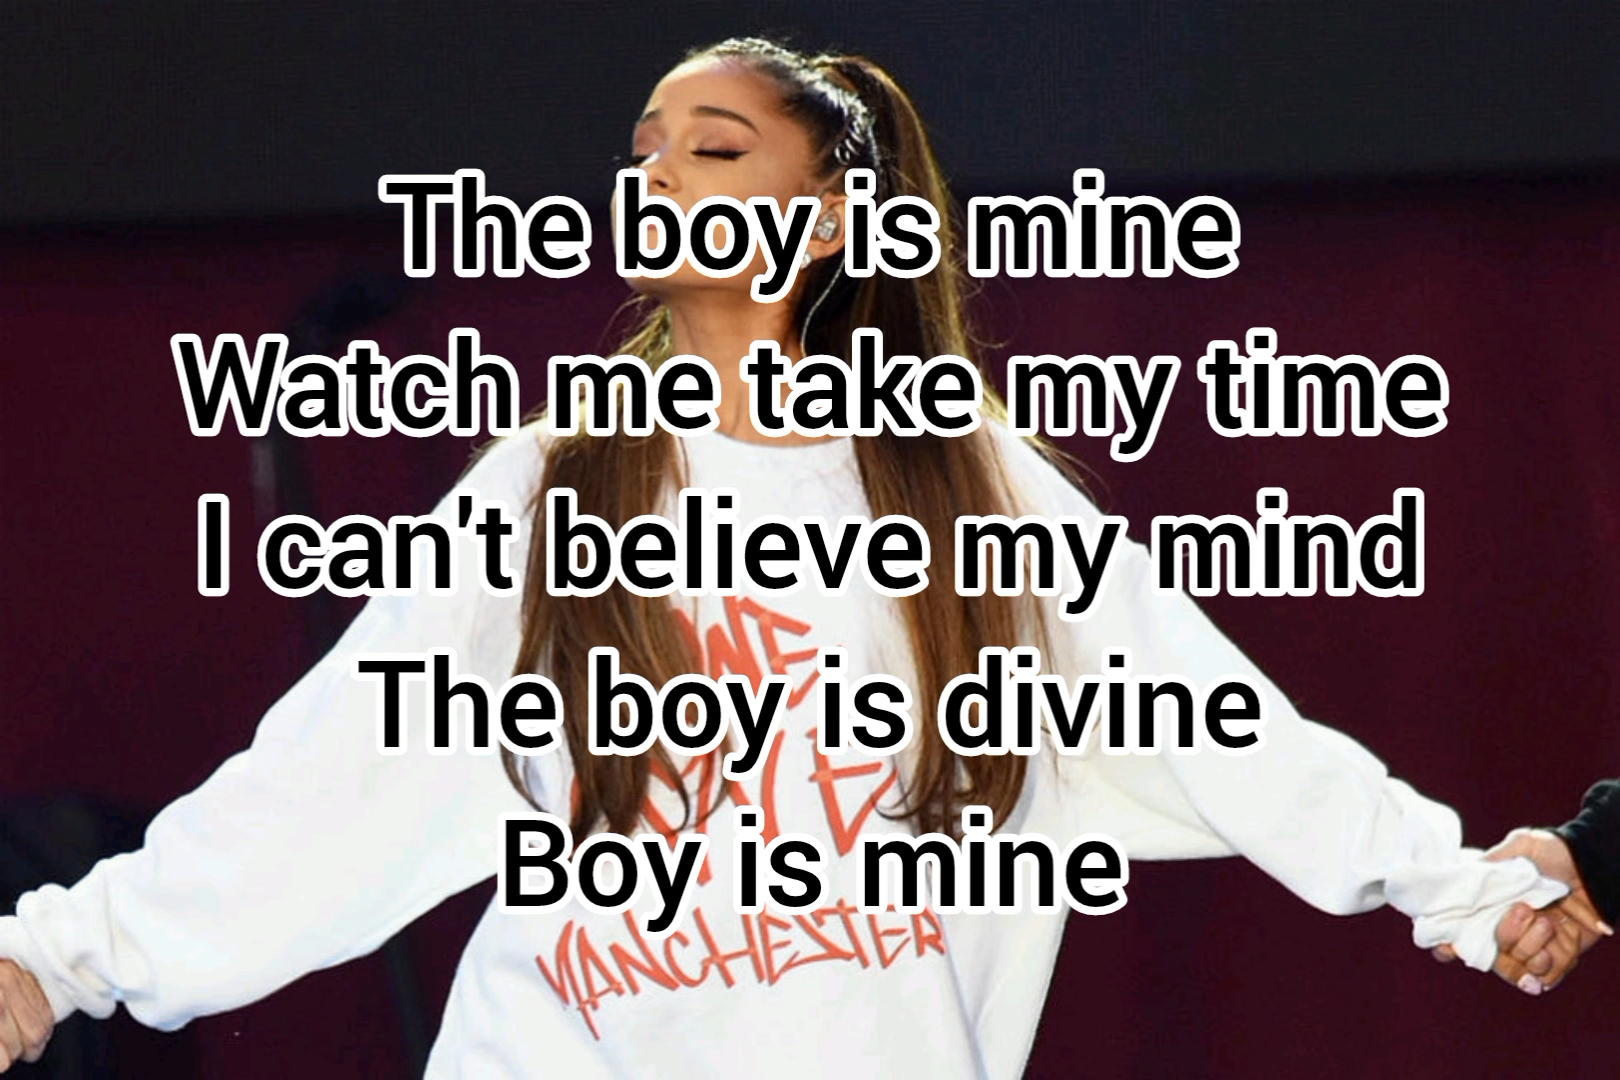 The boy is mine
Watch me take my time
I can't believe my mind
The boy is divine
Boy is mine
MANCHESTER